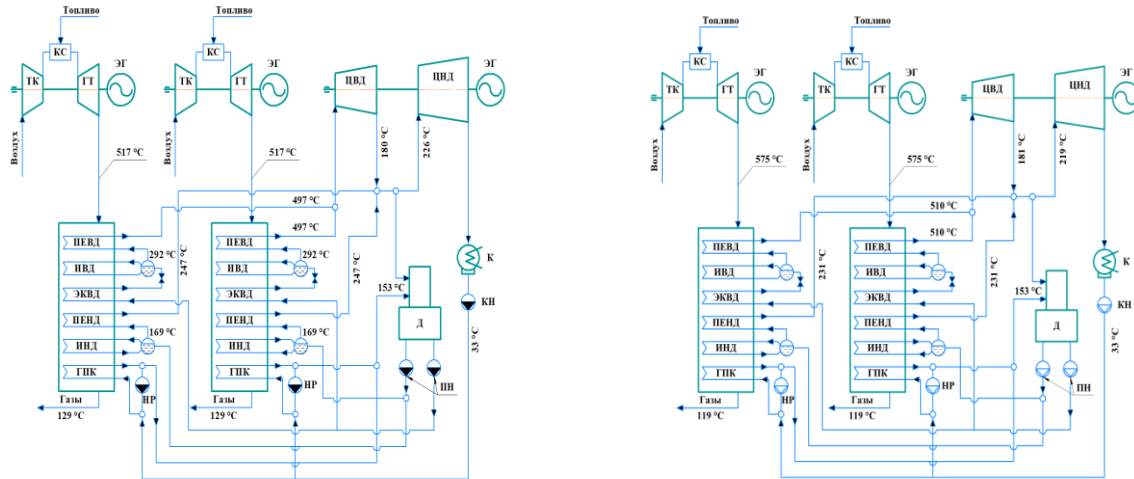 Топливо
Топливо
КС
КС
ТК
ГТ
ЭГ
ТК
ГТ
ЭГ
ЦВД
ЦНД
ЭГ
Воздух
Воздух
517 °C
517 °C
180 °C
226 °C
497 °C
497 °C
ПЕВД
292 °C
ИВД
ЭКВД
247 °C
ПЕНД
169 °C
ИНД
ГПК
Газы
129 °C
НР
ПЕВД
292 °C
ИВД
ЭКВД
247 °C
ПЕНД
169 °C
ИНД
ГПК
Газы
129 °C
НР
153 °C
Д
ПН
К
КН
33 °C
Топливо
Топливо
КС
КС
ТК
ГТ
ЭГ
ТК
ГТ
ЭГ
ЦВД
ЦНД
ЭГ
Воздух
Воздух
575 °C
575 °C
181 °C
219 °C
510 °C
510 °C
ПЕВД
ИВД
ЭКВД
231 °C
ПЕНД
ИНД
ГПК
Газы
119 °C
НР
ПЕВД
ИВД
ЭКВД
231 °C
ПЕНД
ИНД
ГПК
Газы
119 °C
НР
153 °C
Д
ПН
К
КН
33 °C